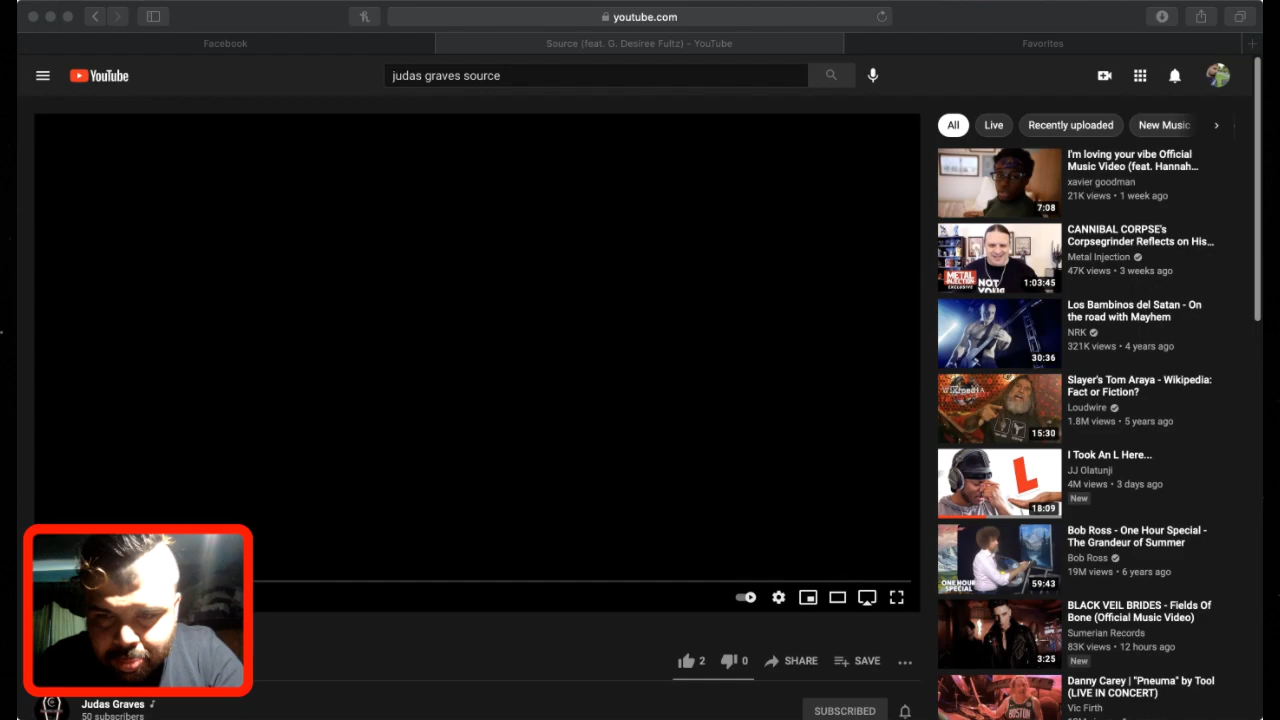 youtube.com
Facebook
Source (feat. G. Desiree Fultz) - YouTube
Favorites
YouTube
judas graves source
All
Live
Recently uploaded
New Music
I'm loving your vibe Official
Music Video (feat. Hannah...
xavier goodman
21K views • 1 week ago
7:08
CANNIBAL CORPSE's
Corpsegrinder Reflects on His...
Metal Injection
47K views • 3 weeks ago
METAL
INJECTION
EXCLUSIVE
NOT
1:03:45
Los Bambinos del Satan - On
the road with Mayhem
NRK
321K views • 4 years ago
30:36
Slayer's Tom Araya - Wikipedia:
Fact or Fiction?
Loudwire
1.8M views • 5 years ago
15:30
I Took An L Here...
JJ Olatunji
4M views • 3 days ago
New
L
18:09
Bob Ross - One Hour Special -
The Grandeur of Summer
Bob Ross
19M views • 6 years ago
ONE HOUR
SPECIAL
59:43
BLACK VEIL BRIDES - Fields Of
Bone (Official Music Video)
Sumerian Records
83K views • 12 hours ago
New
3:25
Danny Carey | "Pneuma" by Tool
(LIVE IN CONCERT)
Vic Firth
BOSTON
2
0
SHARE
SAVE
Judas Graves
50 subscribers
SUBSCRIBED